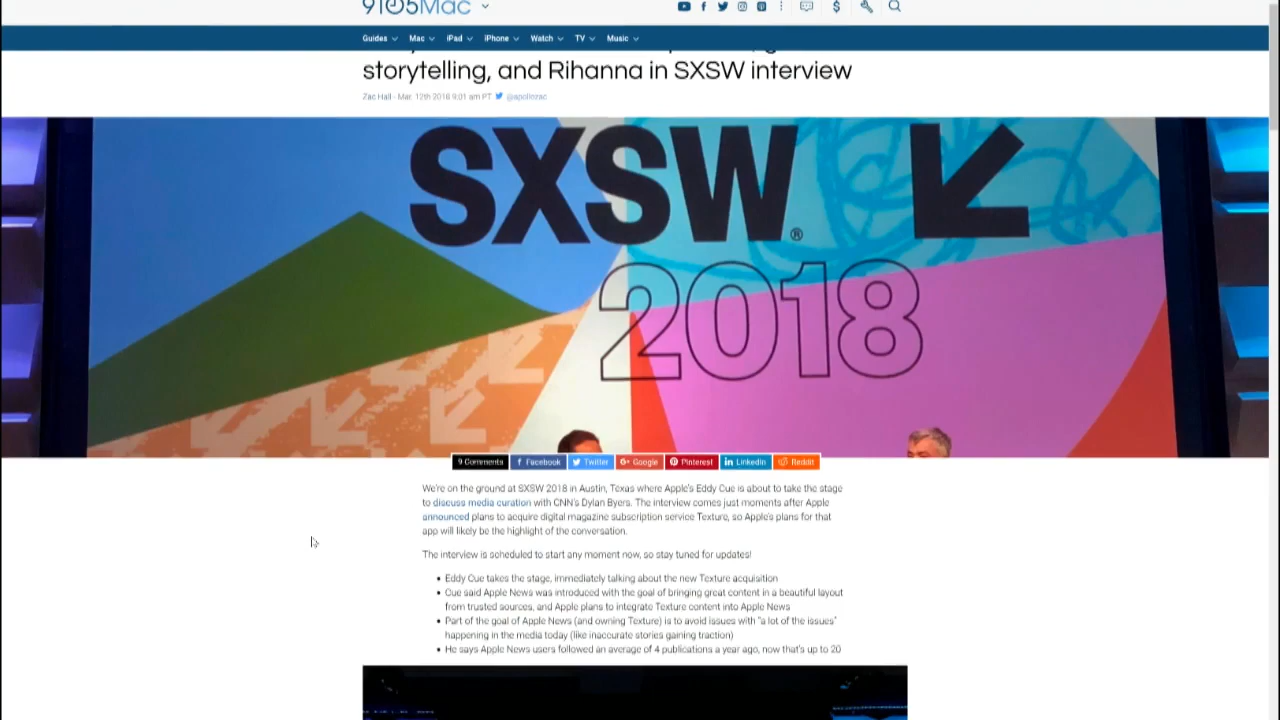 9TO5Mac
Guides Mac iPad iPhone Watch TV Music
storytelling, and Rihanna in SXSW interview
Zac Hall - Mar. 12th 2018 9:01 am PT @apollozac
SXSW®
2018
9 Comments Facebook Twitter Google Pinterest LinkedIn Reddit
We're on the ground at SXSW 2018 in Austin, Texas where Apple's Eddy Cue is about to take the stage
to discuss media curation with CNN's Dylan Byers. The interview comes just moments after Apple
announced plans to acquire digital magazine subscription service Texture, so Apple's plans for that
app will likely be the highlight of the conversation.
The interview is scheduled to start any moment now, so stay tuned for updates!
• Eddy Cue takes the stage, immediately talking about the new Texture acquisition
• Cue said Apple News was introduced with the goal of bringing great content in a beautiful layout
from trusted sources, and Apple plans to integrate Texture content into Apple News
• Part of the goal of Apple News (and owning Texture) is to avoid issues with "a lot of the issues"
happening in the media today (like inaccurate stories gaining traction)
• He says Apple News users followed an average of 4 publications a year ago, now that's up to 20